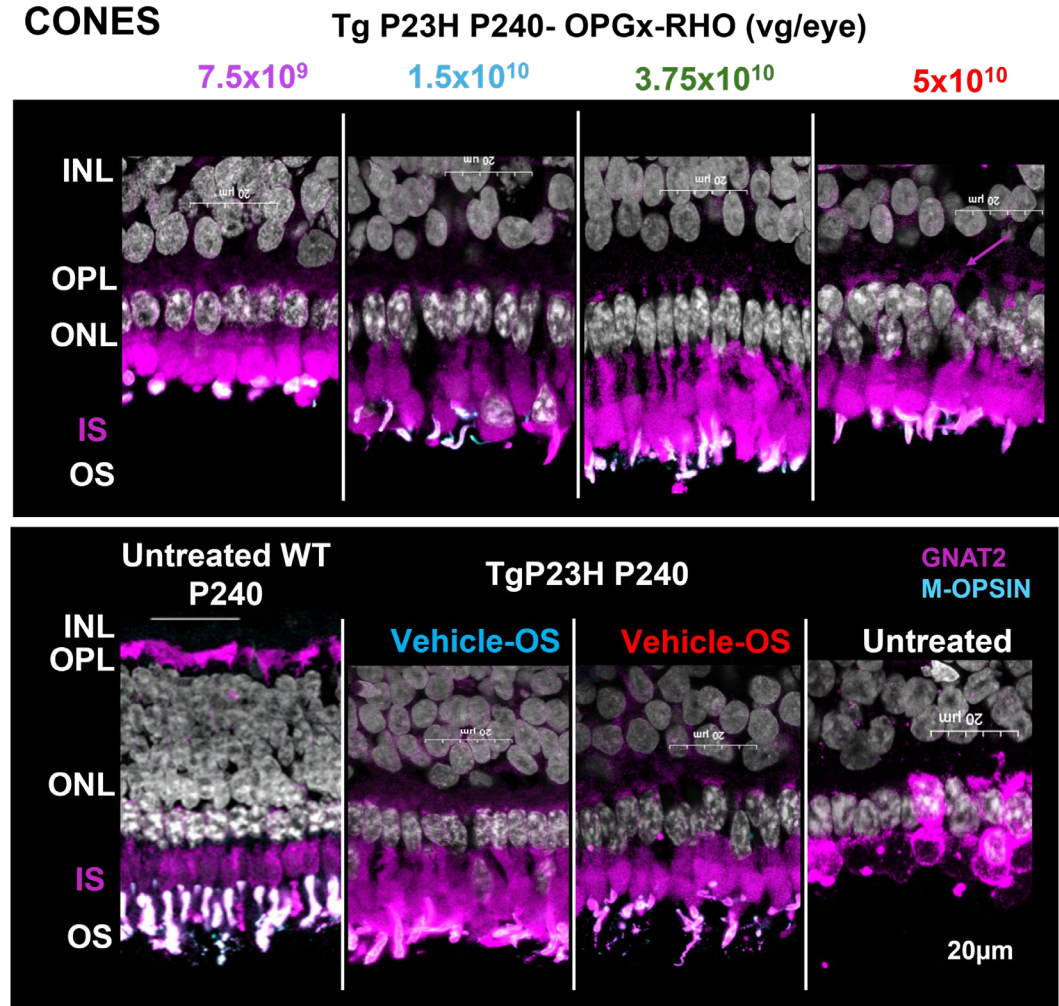 CONES
Tg P23H P240- OPGx-RHO (vg/eye)
7.5x10⁹
1.5x10¹⁰
3.75x10¹⁰
5x10¹⁰
INL
OPL
ONL
IS
OS
20 µm
20 µm
20 µm
20 µm
Untreated WT
P240
TgP23H P240
GNAT2
M-OPSIN
INL
OPL
Vehicle-OS
Vehicle-OS
Untreated
ONL
IS
OS
20 µm
20 µm
20 µm
20µm